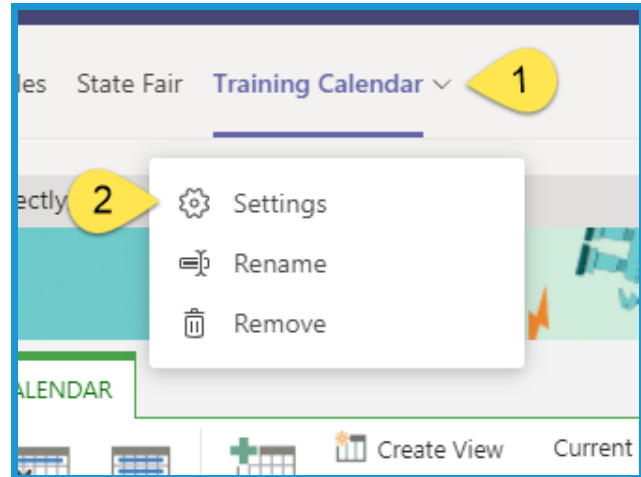 les State Fair Training Calendar 1
ectly 2 Settings
Rename
Remove
ALENDAR
Create View Current